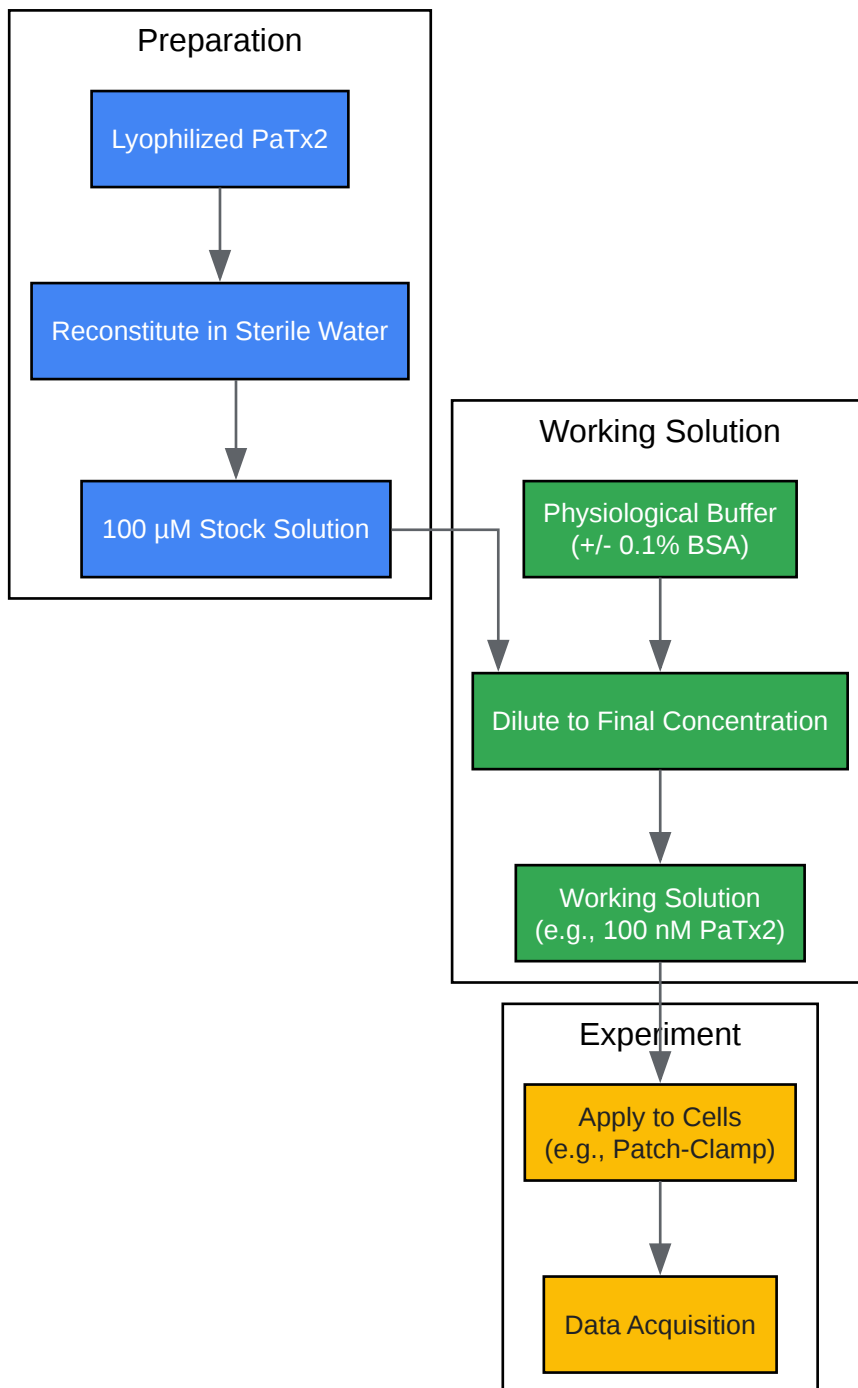 Preparation
Lyophilized PaTx2
Reconstitute in Sterile Water
100 µM Stock Solution
Working Solution
Physiological Buffer
(+/- 0.1% BSA)
Dilute to Final Concentration
Working Solution
(e.g., 100 nM PaTx2)
Experiment
Apply to Cells
(e.g., Patch-Clamp)
Data Acquisition